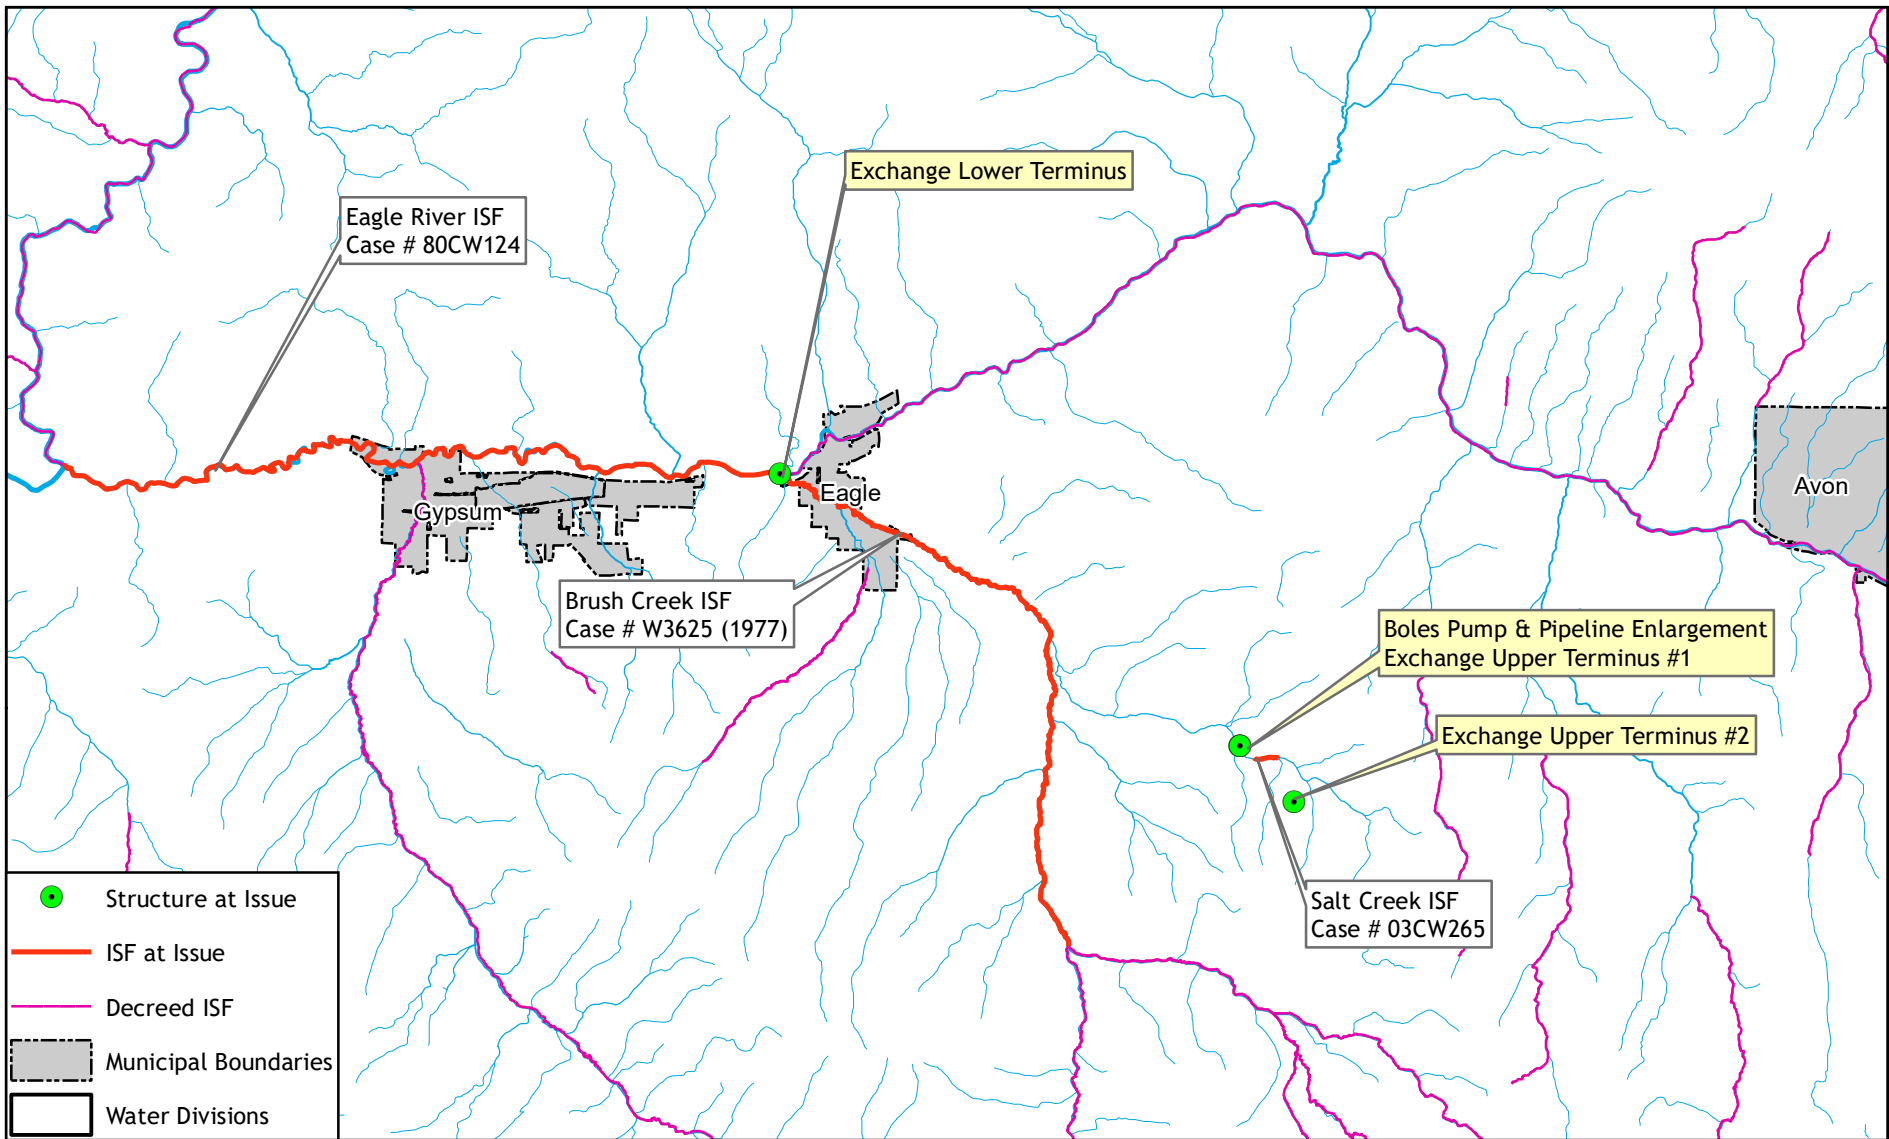 Exchange Lower Terminus
Eagle River ISF
Case # 80CW124
Eagle
Gypsum
Avon
Brush Creek ISF
Case # W3625 (1977)
Boles Pump & Pipeline Enlargement
Exchange Upper Terminus #1
Exchange Upper Terminus #2
Salt Creek ISF
Case # 03CW265
Structure at Issue
ISF at Issue
Decreed ISF
Municipal Boundaries
Water Divisions